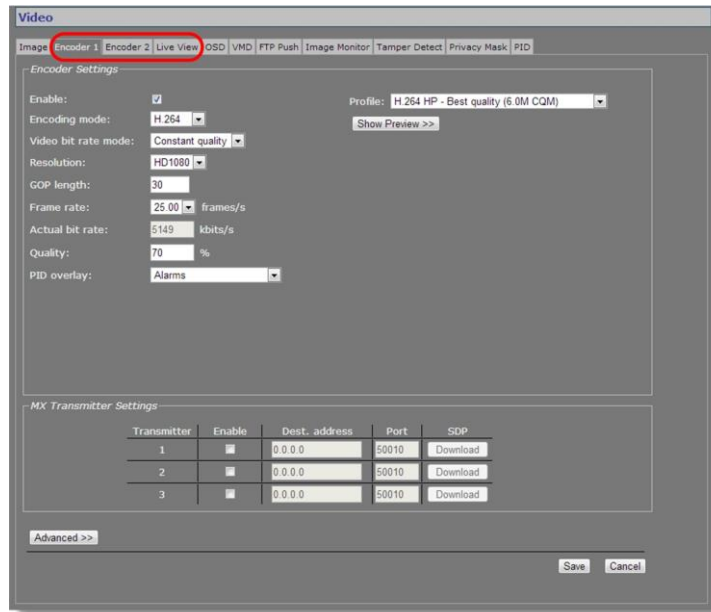 Video
Image Encoder 1 Encoder 2 Live View OSD VMD FTP Push Image Monitor Tamper Detect Privacy Mask PID
Encoder Settings
Enable:
Profile: H.264 HP - Best quality (6.0M CQM)
Encoding mode: H.264
Show Preview >>
Video bit rate mode: Constant quality
Resolution: HD1080
GOP length: 30
Frame rate: 25.00 frames/s
Actual bit rate: 5149 kbits/s
Quality: 70 %
PID overlay: Alarms
MX Transmitter Settings
Transmitter Enable Dest. address Port SDP
1 0.0.0.0 50010 Download
2 0.0.0.0 50010 Download
3 0.0.0.0 50010 Download
Advanced >>
Save Cancel